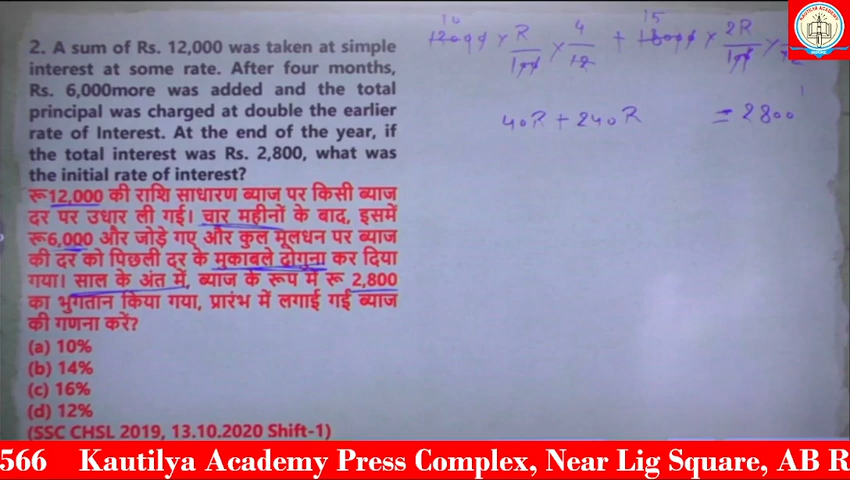 KAUTILYA ACADEMY
2. A sum of Rs. 12,000 was taken at simple
interest at some rate. After four months,
Rs. 6,000more was added and the total
principal was charged at double the earlier
rate of Interest. At the end of the year, if
the total interest was Rs. 2,800, what was
the initial rate of interest?
रू12,000 की राशि साधारण ब्याज पर किसी ब्याज
दर पर उधार ली गई। चार महीनों के बाद, इसमें
रू6,000 और जोड़े गए और कुल मूलधन पर ब्याज
की दर को पिछली दर के मुकाबले दोगुना कर दिया
गया। साल के अंत में, ब्याज के रूप में रू 2,800
का भुगतान किया गया, प्रारंभ में लगाई गई ब्याज
की गणना करें?
(a) 10%
(b) 14%
(c) 16%
(d) 12%
(SSC CHSL 2019, 13.10.2020 Shift-1)
12000 × R/100 × 4/12 + 18000 × 2R/100 ×
40R + 240R = 2800
566 Kautilya Academy Press Complex, Near Lig Square, AB R